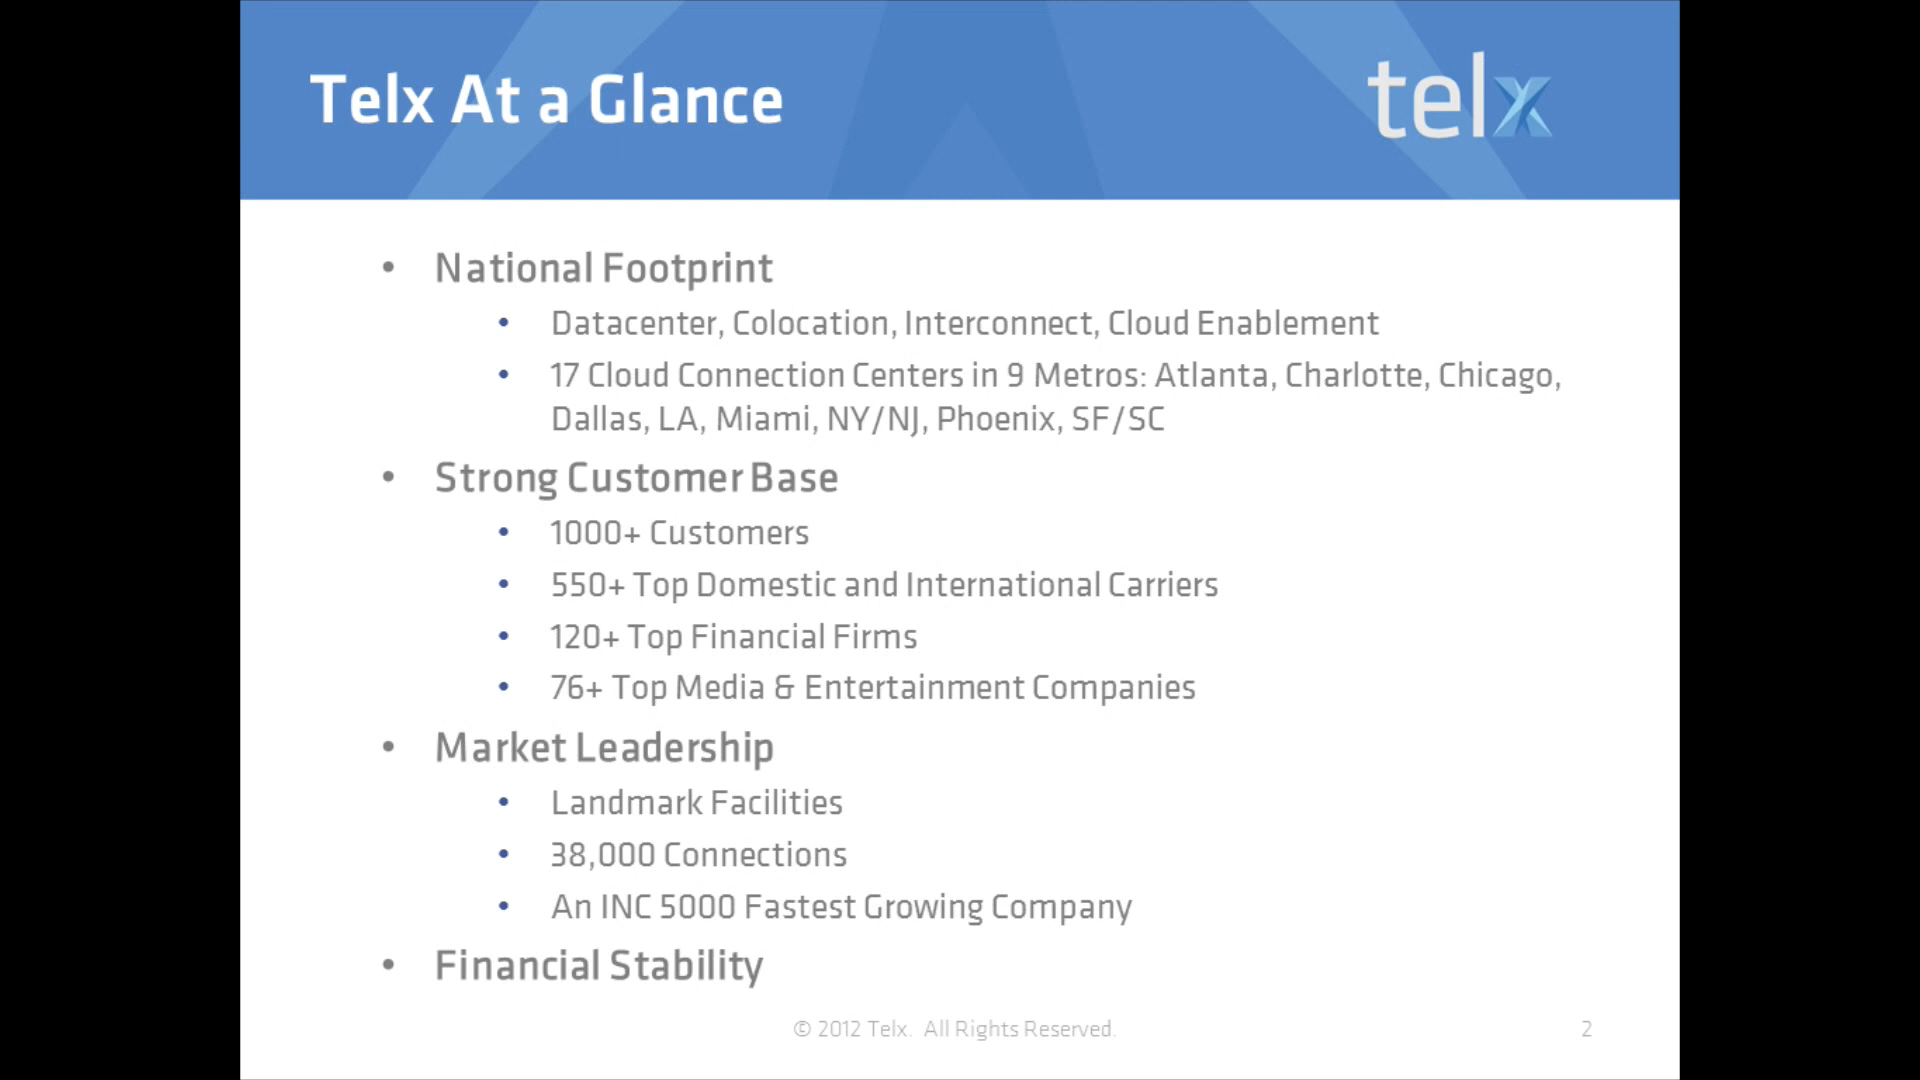 Telx At a Glance
telx
• National Footprint
• Datacenter, Colocation, Interconnect, Cloud Enablement
• 17 Cloud Connection Centers in 9 Metros: Atlanta, Charlotte, Chicago,
Dallas, LA, Miami, NY/NJ, Phoenix, SF/SC
• Strong Customer Base
• 1000+ Customers
• 550+ Top Domestic and International Carriers
• 120+ Top Financial Firms
• 76+ Top Media & Entertainment Companies
• Market Leadership
• Landmark Facilities
• 38,000 Connections
• An INC 5000 Fastest Growing Company
• Financial Stability
© 2012 Telx. All Rights Reserved.
2